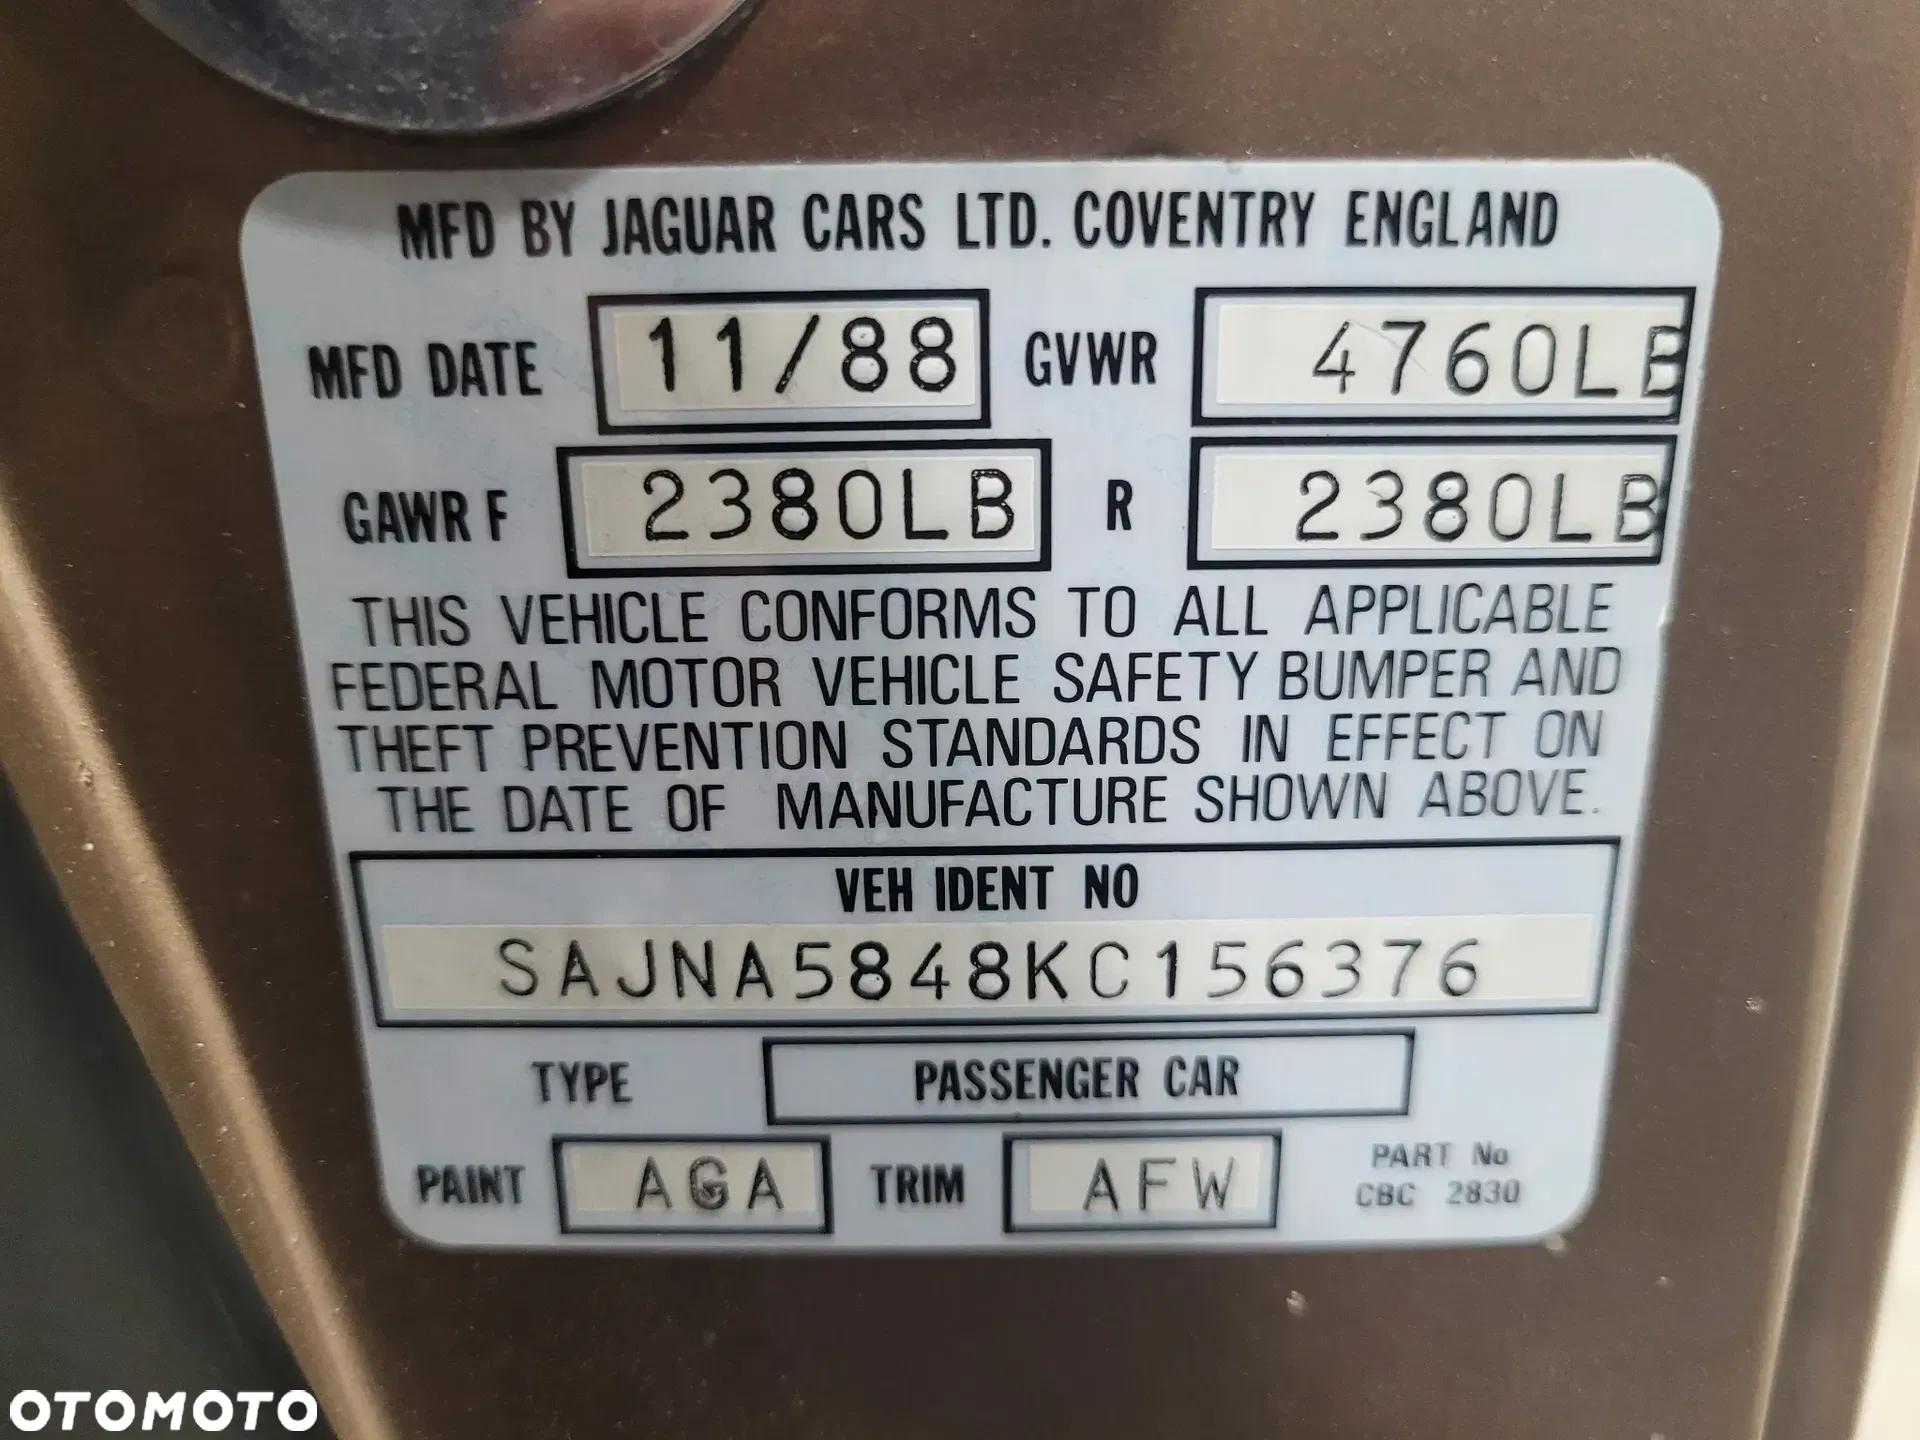 MFD BY JAGUAR CARS LTD. COVENTRY ENGLAND
MFD DATE 11/88 GVWR 4760LB
GAWR F 2380LB R 2380LB
THIS VEHICLE CONFORMS TO ALL APPLICABLE
FEDERAL MOTOR VEHICLE SAFETY BUMPER AND
THEFT PREVENTION STANDARDS IN EFFECT ON
THE DATE OF MANUFACTURE SHOWN ABOVE.
VEH IDENT NO
SAJNA5848KC156376
TYPE PASSENGER CAR
PAINT AGA TRIM AFW PART No
CBC 2830
OTOMOTO